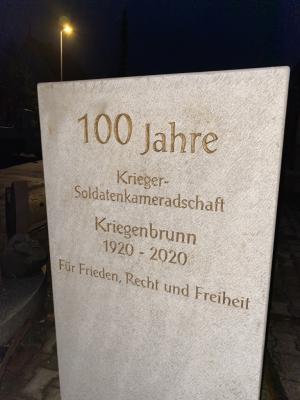 100 Jahre
Krieger-
Soldatenkameradschaft
Kriegenbrunn
1920 - 2020
Für Frieden, Recht und Freiheit